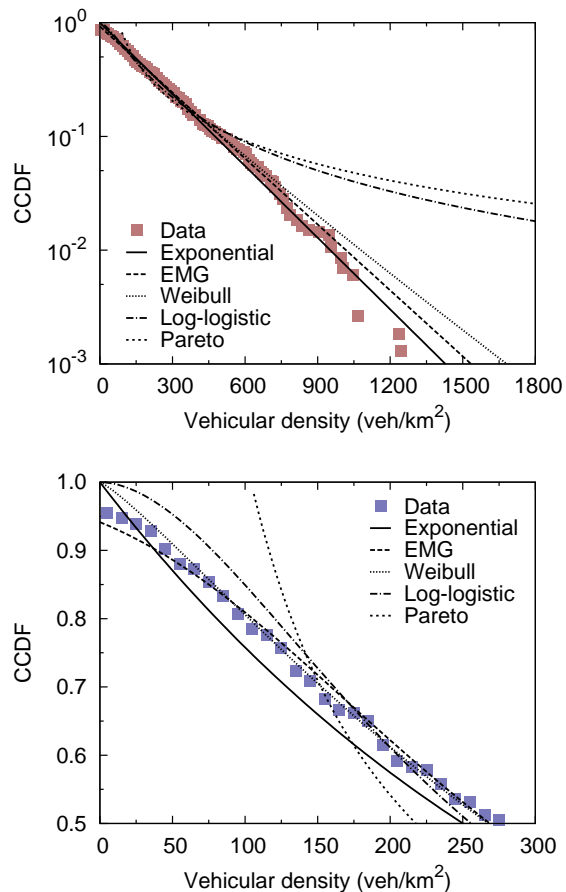 10^0
10^-1
10^-2
10^-3
CCDF
Data
Exponential
EMG
Weibull
Log-logistic
Pareto
0 300 600 900 1200 1500 1800
Vehicular density (veh/km^2)
1.0
0.9
0.8
0.7
0.6
0.5
CCDF
Data
Exponential
EMG
Weibull
Log-logistic
Pareto
0 50 75 125 150 225 250 300
Vehicular density (veh/km^2)